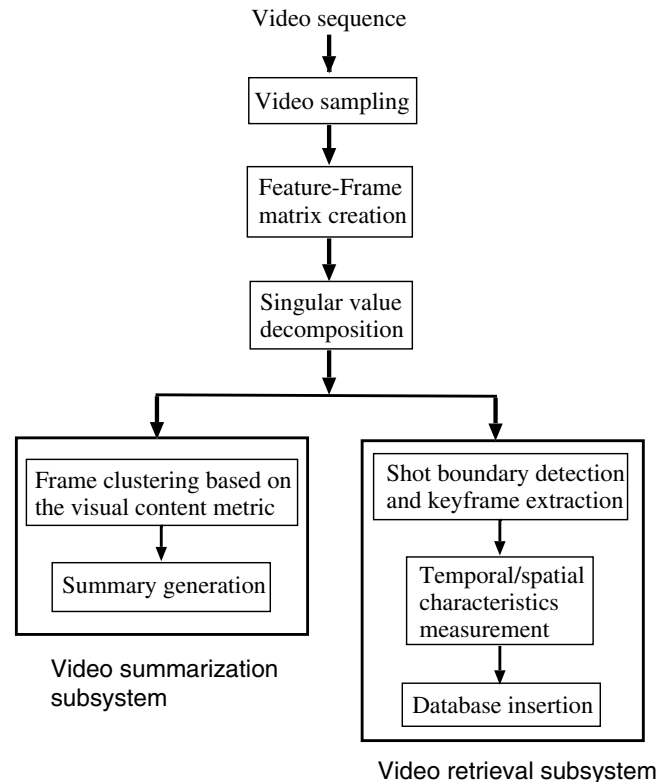 Video sequence
Video sampling
Feature-Frame
matrix creation
Singular value
decomposition
Frame clustering based on
the visual content metric
Summary generation
Video summarization
subsystem
Shot boundary detection
and keyframe extraction
Temporal/spatial
characteristics
measurement
Database insertion
Video retrieval subsystem